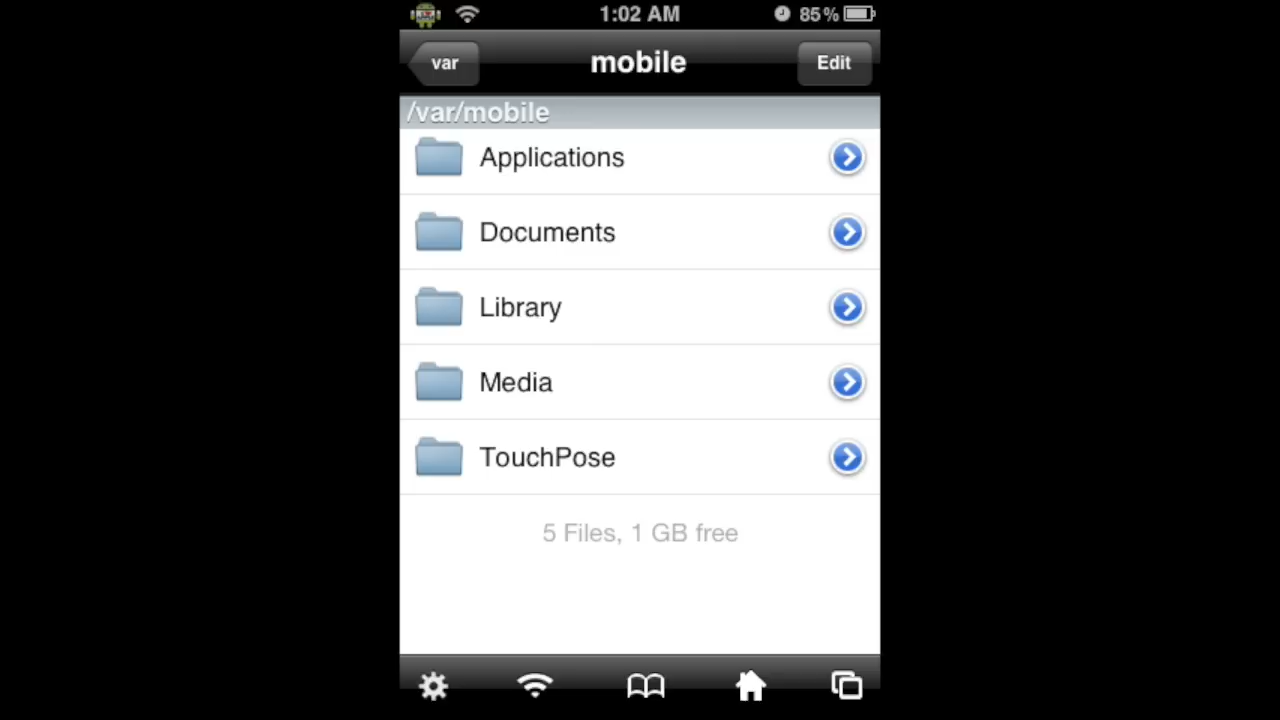 1:02 AM 85%
var mobile Edit
/var/mobile
Applications
Documents
Library
Media
TouchPose
5 Files, 1 GB free